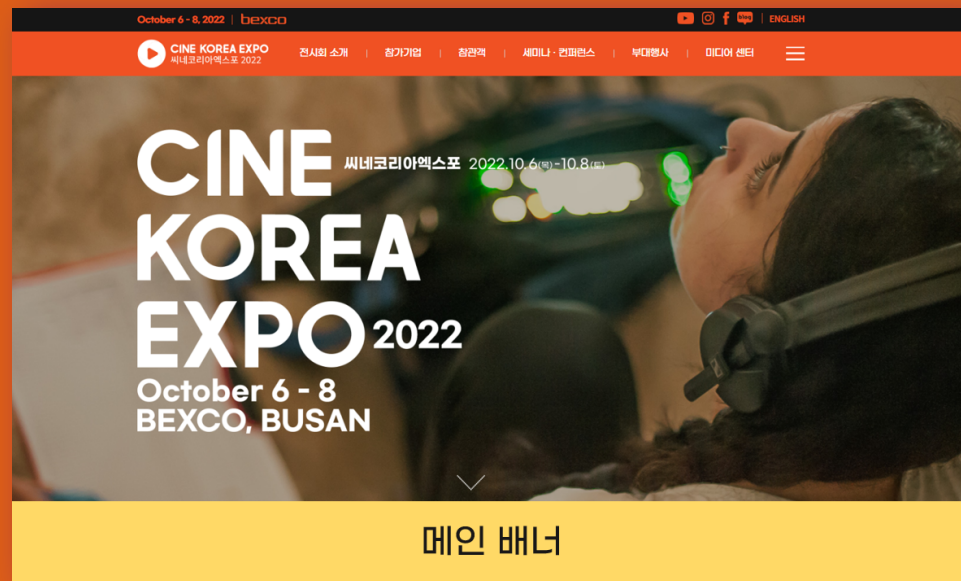 October 6 - 8, 2022 | bexco
blog | ENGLISH
CINE KOREA EXPO
씨네코리아엑스포 2022
전시회 소개 | 참가기업 | 참관객 | 세미나 · 컨퍼런스 | 부대행사 | 미디어 센터
CINE
씨네코리아엑스포 2022.10.6(목)-10.8(토)
KOREA
EXPO 2022
October 6 - 8
BEXCO, BUSAN
메인 배너